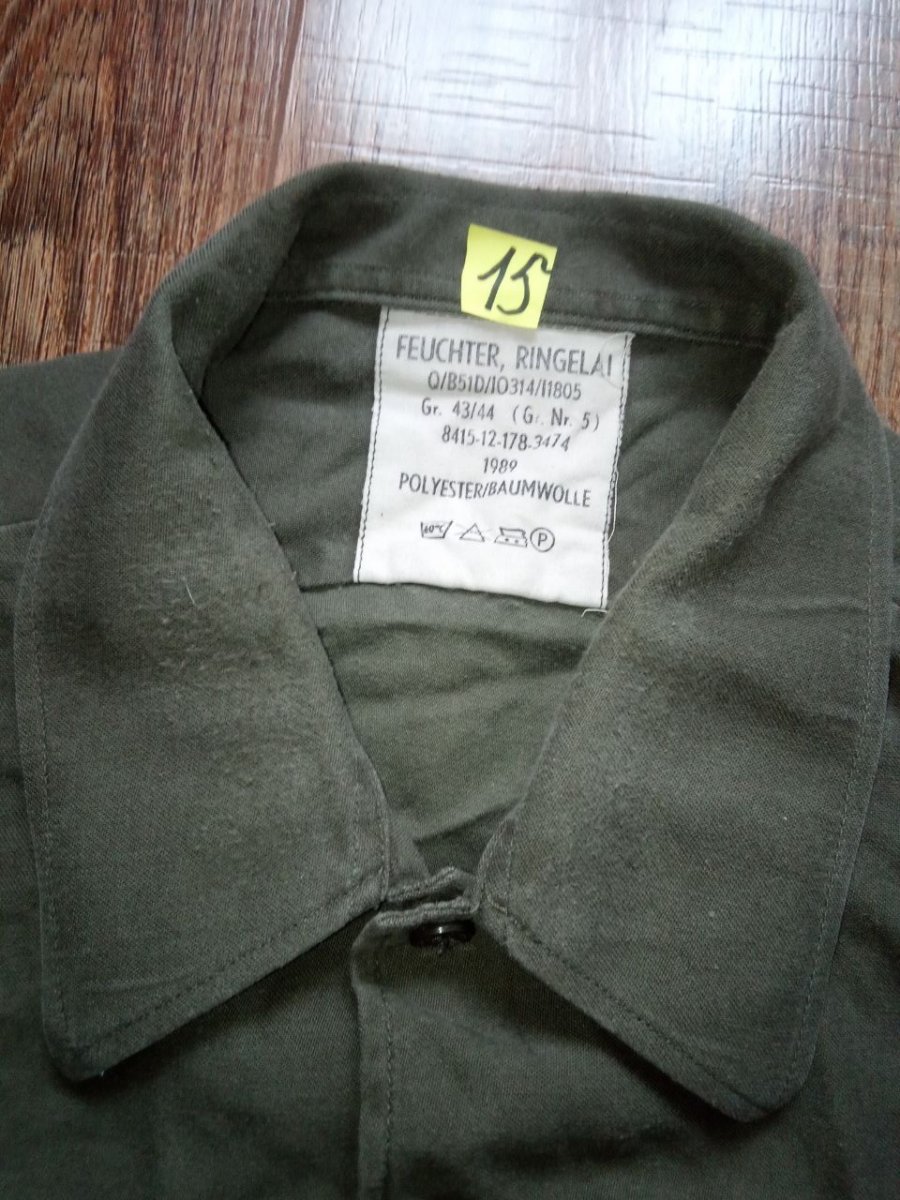 15
FEUCHTER, RINGELAI
O/B51D/IO314/I1805
Gr. 43/44 (Gr. Nr. 5)
8415-12-178-3474
1989
POLYESTER/BAUMWOLLE
60°C P